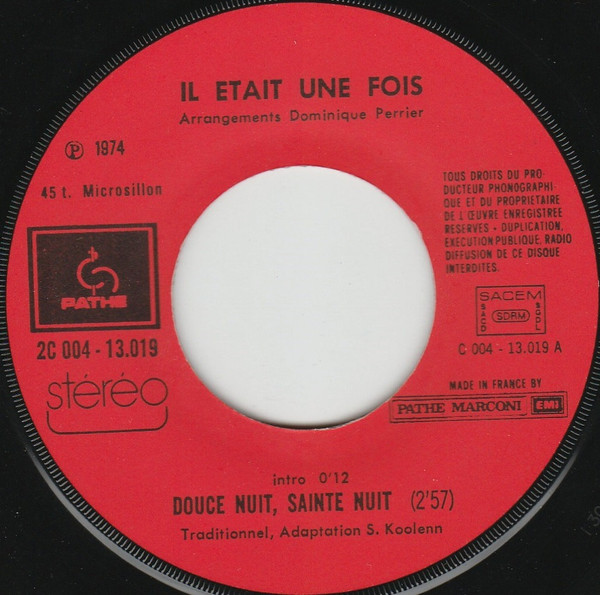 IL ETAIT UNE FOIS
Arrangements Dominique Perrier
℗ 1974
45 t. Microsillon
PATHE
2C 004 - 13.019
stéréo
TOUS DROITS DU PRO-
DUCTEUR PHONOGRAPHI-
QUE ET DU PROPRIETAIRE
DE L ŒUVRE ENREGISTREE
RESERVES - DUPLICATION,
EXECUTION PUBLIQUE, RADIO
DIFFUSION DE CE DISQUE
INTERDITES.
SACEM
SACD
SDRM
SGDL
C 004 - 13.019 A
MADE IN FRANCE BY
PATHE MARCONI EMI
intro 0'12
DOUCE NUIT, SAINTE NUIT (2'57)
Traditionnel, Adaptation S. Koolenn